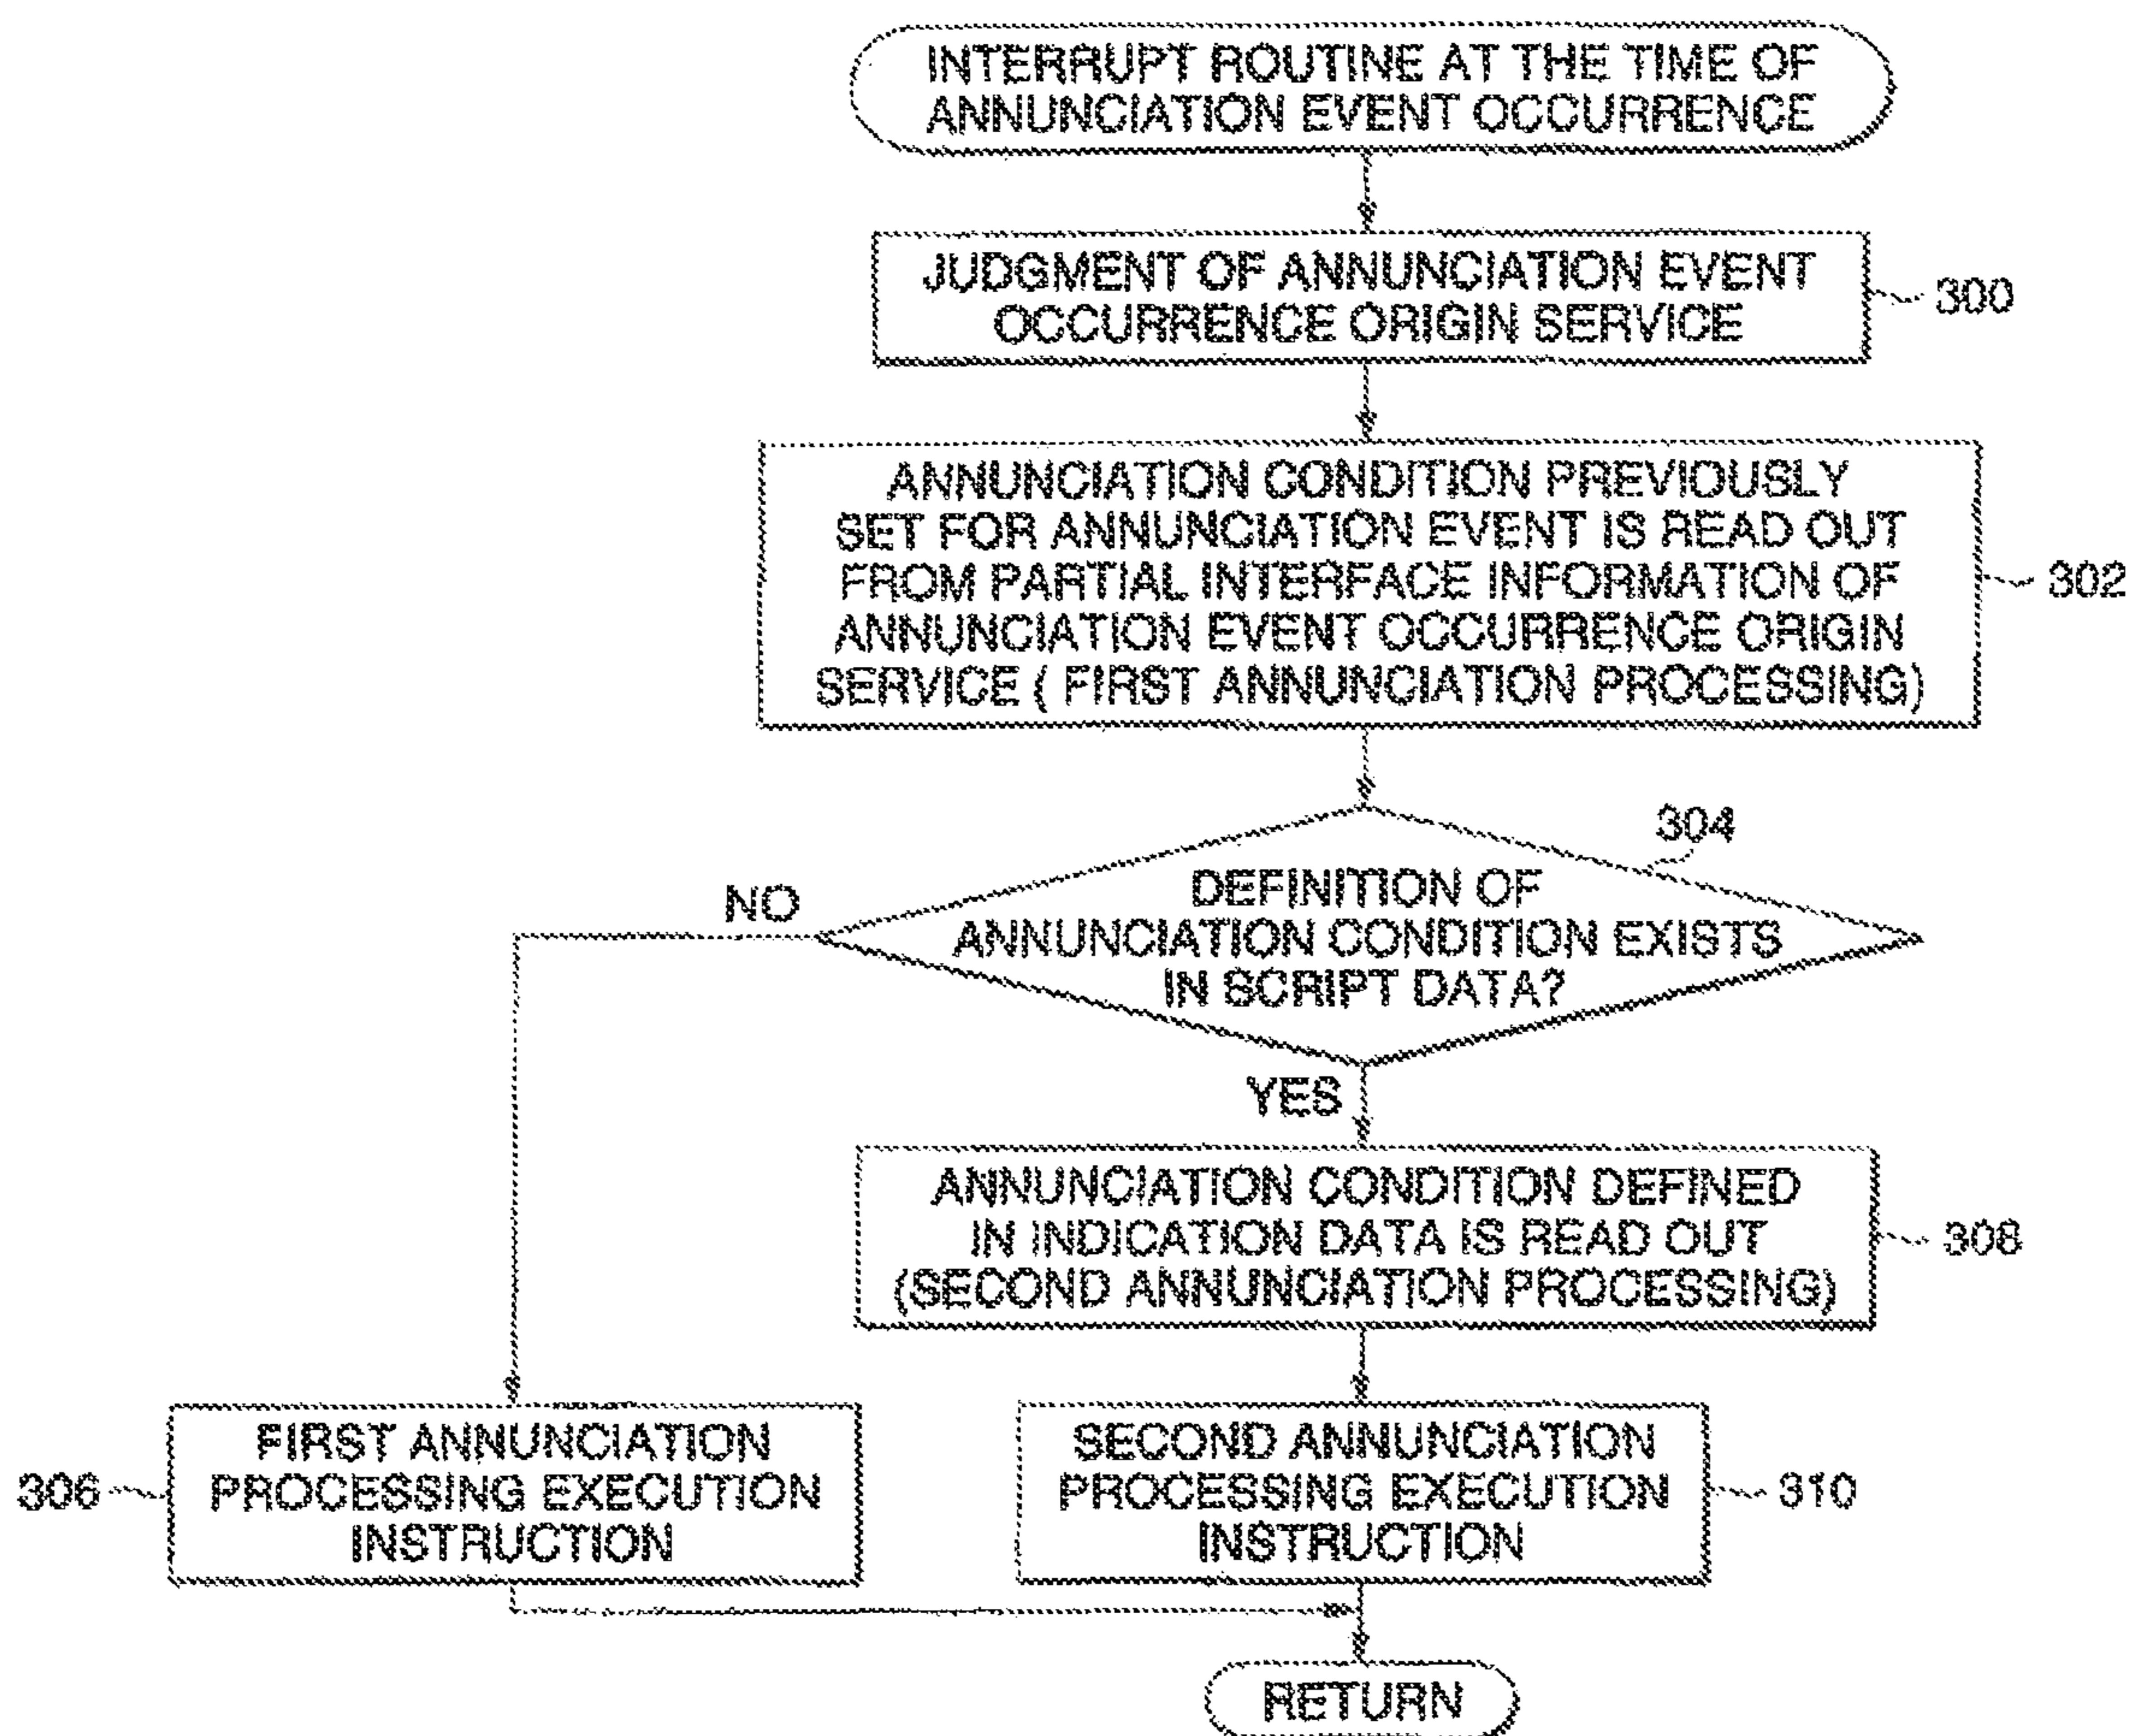 INTERRUPT ROUTINE AT THE TIME OF
ANNUNCIATION EVENT OCCURRENCE
JUDGMENT OF ANNUNCIATION EVENT
OCCURRENCE ORIGIN SERVICE
300
ANNUNCIATION CONDITION PREVIOUSLY
SET FOR ANNUNCIATION EVENT IS READ OUT
FROM PARTIAL INTERFACE INFORMATION OF
ANNUNCIATION EVENT OCCURRENCE ORIGIN
SERVICE ( FIRST ANNUNCIATION PROCESSING)
302
304
DEFINITION OF
ANNUNCIATION CONDITION EXISTS
IN SCRIPT DATA?
NO
YES
ANNUNCIATION CONDITION DEFINED
IN INDICATION DATA IS READ OUT
(SECOND ANNUNCIATION PROCESSING)
308
306
FIRST ANNUNCIATION
PROCESSING EXECUTION
INSTRUCTION
SECOND ANNUNCIATION
PROCESSING EXECUTION
INSTRUCTION
310
RETURN